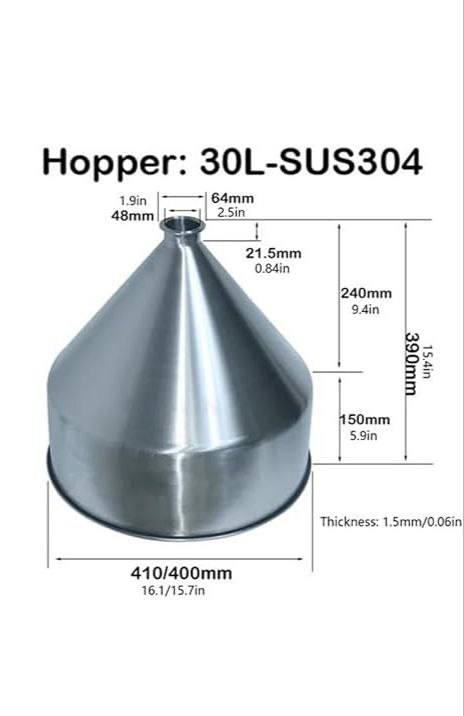 Hopper: 30L-SUS304
1.9in
64mm
48mm
2.5in
21.5mm
0.84in
240mm
9.4in
390mm
15.4in
150mm
5.9in
Thickness: 1.5mm/0.06in
410/400mm
16.1/15.7in